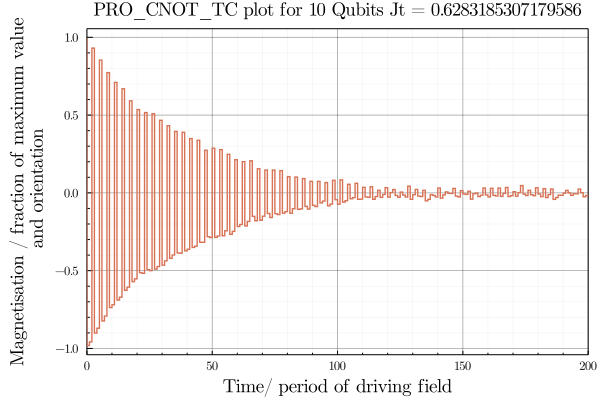 PRO_CNOT_TC plot for 10 Qubits Jt = 0.6283185307179586
Magnetisation / fraction of maximum value
and orientation
1.0
0.5
0.0
−0.5
−1.0
0 50 100 150 200
Time/ period of driving field